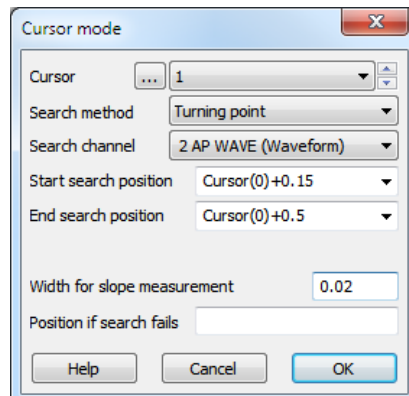 Cursor mode
Cursor ... 1
Search method Turning point
Search channel 2 AP WAVE (Waveform)
Start search position Cursor(0)+0.15
End search position Cursor(0)+0.5
Width for slope measurement 0.02
Position if search fails
Help Cancel OK